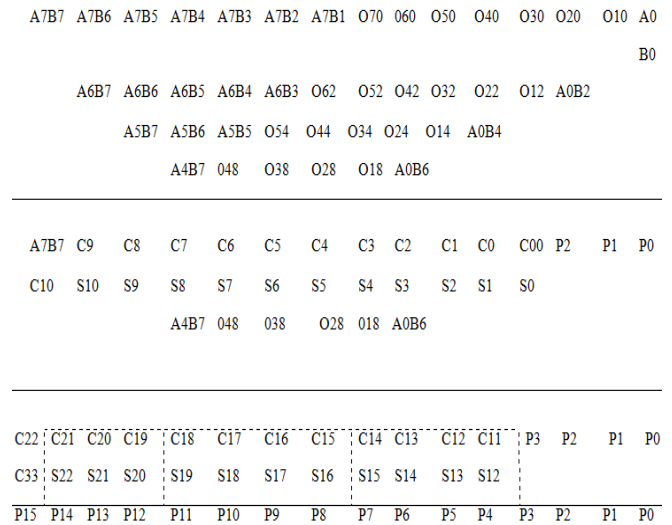 A7B7 A7B6 A7B5 A7B4 A7B3 A7B2 A7B1 O70 060 O50 O40 O30 O20 O10 A0
B0
A6B7 A6B6 A6B5 A6B4 A6B3 O62 O52 O42 O32 O22 O12 A0B2
A5B7 A5B6 A5B5 O54 O44 O34 O24 O14 A0B4
A4B7 048 O38 O28 O18 A0B6
A7B7 C9 C8 C7 C6 C5 C4 C3 C2 C1 C0 C00 P2 P1 P0
C10 S10 S9 S8 S7 S6 S5 S4 S3 S2 S1 S0
A4B7 048 038 O28 018 A0B6
C22 C21 C20 C19 C18 C17 C16 C15 C14 C13 C12 C11 P3 P2 P1 P0
C33 S22 S21 S20 S19 S18 S17 S16 S15 S14 S13 S12
P15 P14 P13 P12 P11 P10 P9 P8 P7 P6 P5 P4 P3 P2 P1 P0